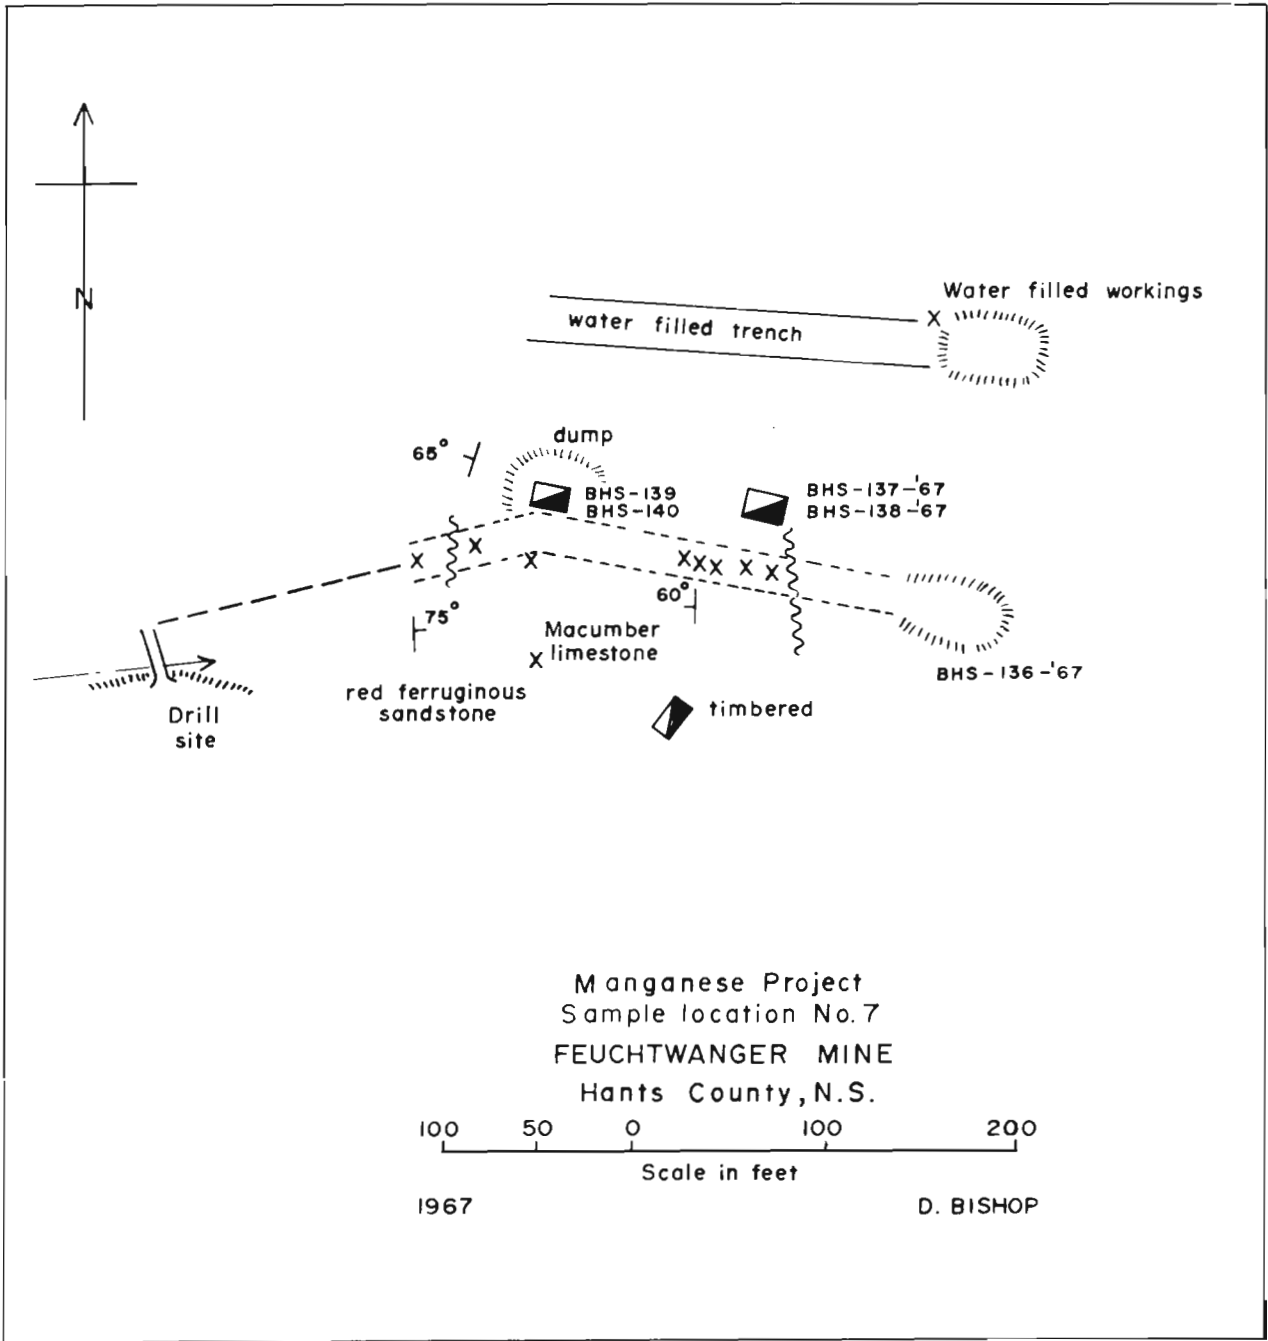 N
Water filled workings
water filled trench
65°
dump
BHS-139
BHS-140
BHS-137-'67
BHS-138-'67
X
X
X
X
X
X
X
X
X
60°
75°
Macumber
X limestone
BHS-136-'67
red ferruginous
sandstone
timbered
Drill
site
Manganese Project
Sample location No. 7
FEUCHTWANGER MINE
Hants County, N.S.
100 50 0 100 200
Scale in feet
1967 D. BISHOP